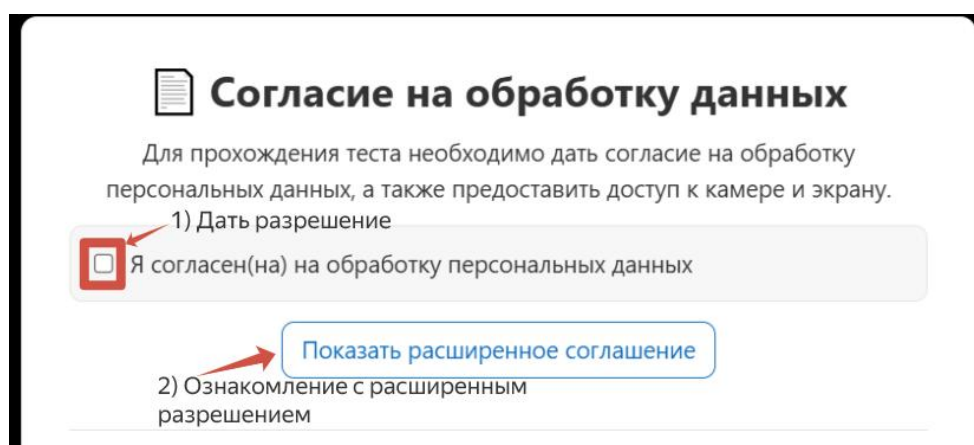 Согласие на обработку данных
Для прохождения теста необходимо дать согласие на обработку
персональных данных, а также предоставить доступ к камере и экрану.
1) Дать разрешение
Я согласен(на) на обработку персональных данных
Показать расширенное соглашение
2) Ознакомление с расширенным
разрешением